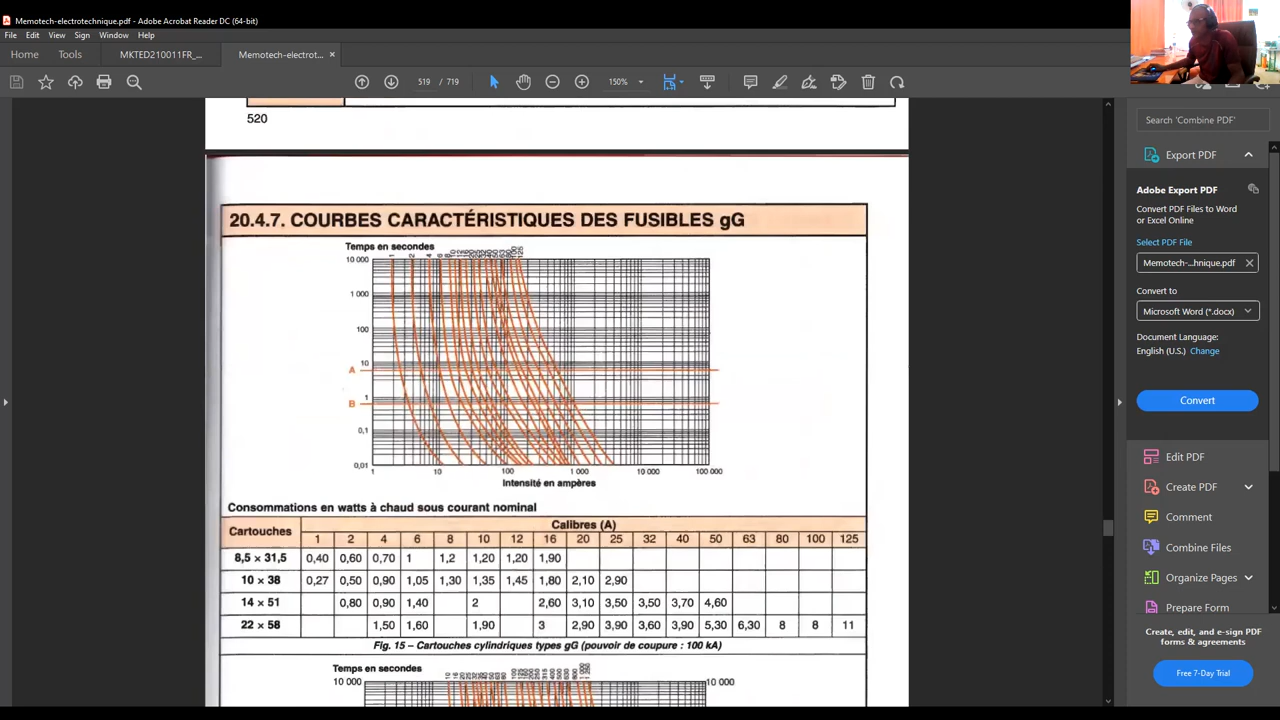 Memotech-electrotechnique.pdf - Adobe Acrobat Reader DC (64-bit)
File Edit View Sign Window Help
Home Tools MKTED210011FR_... Memotech-electrot... ×
519 / 719 150%
Search 'Combine PDF'
520
Export PDF
20.4.7. COURBES CARACTÉRISTIQUES DES FUSIBLES gG
Adobe Export PDF
Convert PDF Files to Word
or Excel Online
Select PDF File
Memotech-...hnique.pdf
Convert to
Microsoft Word (*.docx)
Document Language:
English (U.S.) Change
Convert
Edit PDF
Create PDF
Comment
Combine Files
Organize Pages
Prepare Form
Create, edit, and e-sign PDF
forms & agreements
Free 7-Day Trial
Temps en secondes
10 000
1 000
100
10
A
1
B
0,1
0,01
1 10 100 1 000 10 000 100 000
Intensité en ampères
Consommations en watts à chaud sous courant nominal
Cartouches Calibres (A)
1 2 4 6 8 10 12 16 20 25 32 40 50 63 80 100 125
8,5 × 31,5 0,40 0,60 0,70 1 1,2 1,20 1,20 1,90
10 × 38 0,27 0,50 0,90 1,05 1,30 1,35 1,45 1,80 2,10 2,90
14 × 51 0,80 0,90 1,40 2 2,60 3,10 3,50 3,50 3,70 4,60
22 × 58 1,50 1,60 1,90 3 2,90 3,90 3,60 3,90 5,30 6,30 8 8 11
Fig. 15 – Cartouches cylindriques types gG (pouvoir de coupure : 100 kA)
Temps en secondes
10 000 10 000